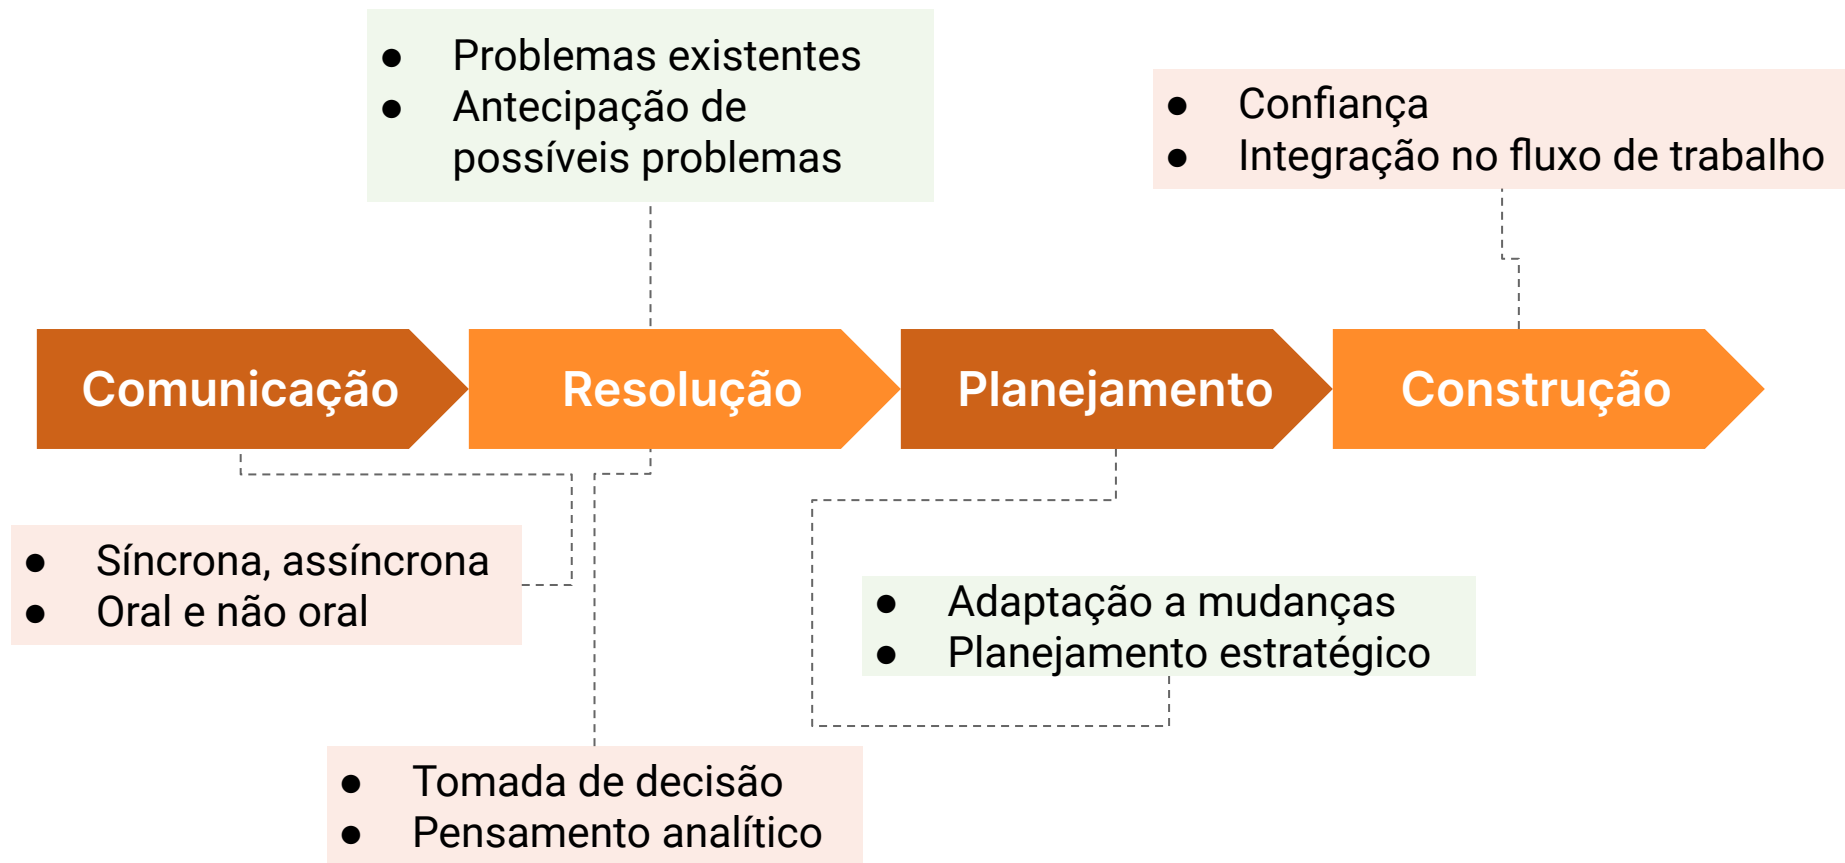 ● Problemas existentes
● Antecipação de
possíveis problemas
● Confiança
● Integração no fluxo de trabalho
Comunicação
Resolução
Planejamento
Construção
● Síncrona, assíncrona
● Oral e não oral
● Adaptação a mudanças
● Planejamento estratégico
● Tomada de decisão
● Pensamento analítico